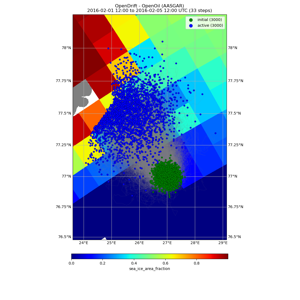 OpenDrift - OpenOil (AASGAR)
2016-02-01 12:00 to 2016-02-05 12:00 UTC (33 steps)
initial (3000)
active (3000)
78°N
77.75°N
77.5°N
77.25°N
77°N
76.75°N
76.5°N
24°E
25°E
26°E
27°E
28°E
29°E
0.0
0.2
0.4
0.6
0.8
sea_ice_area_fraction